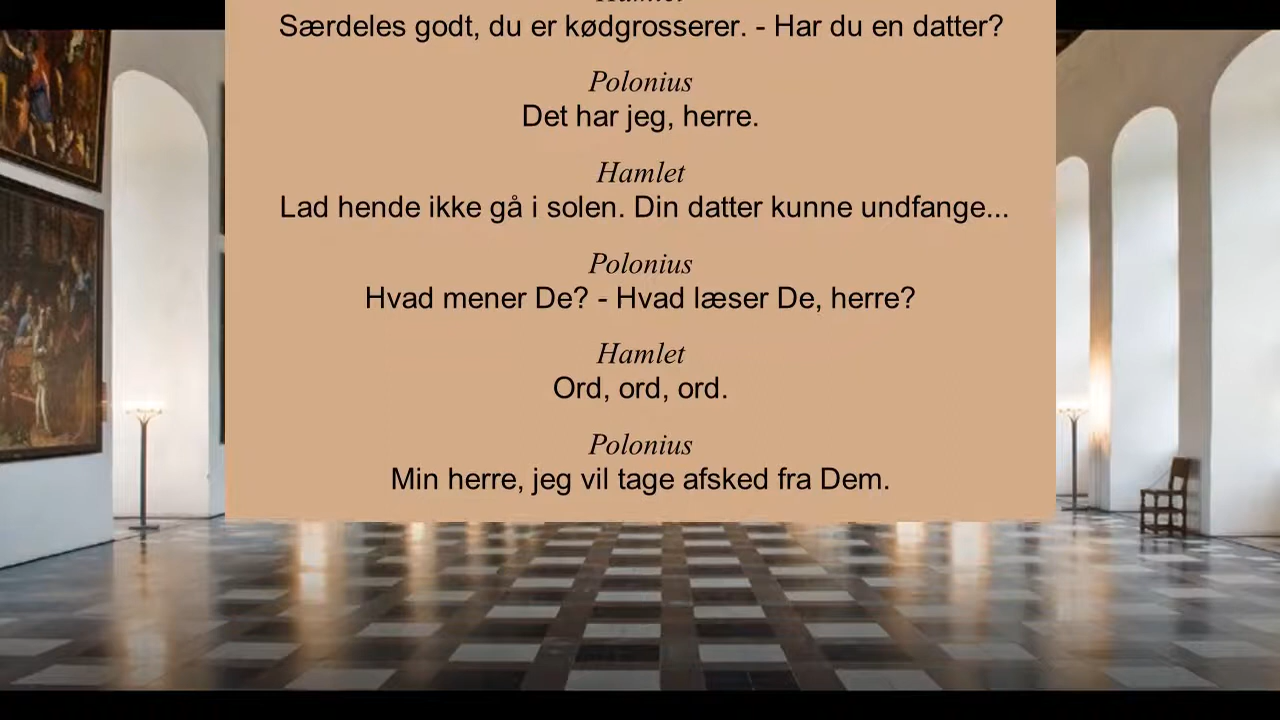 Særdeles godt, du er kødgrosserer. - Har du en datter?
Polonius
Det har jeg, herre.
Hamlet
Lad hende ikke gå i solen. Din datter kunne undfange...
Polonius
Hvad mener De? - Hvad læser De, herre?
Hamlet
Ord, ord, ord.
Polonius
Min herre, jeg vil tage afsked fra Dem.